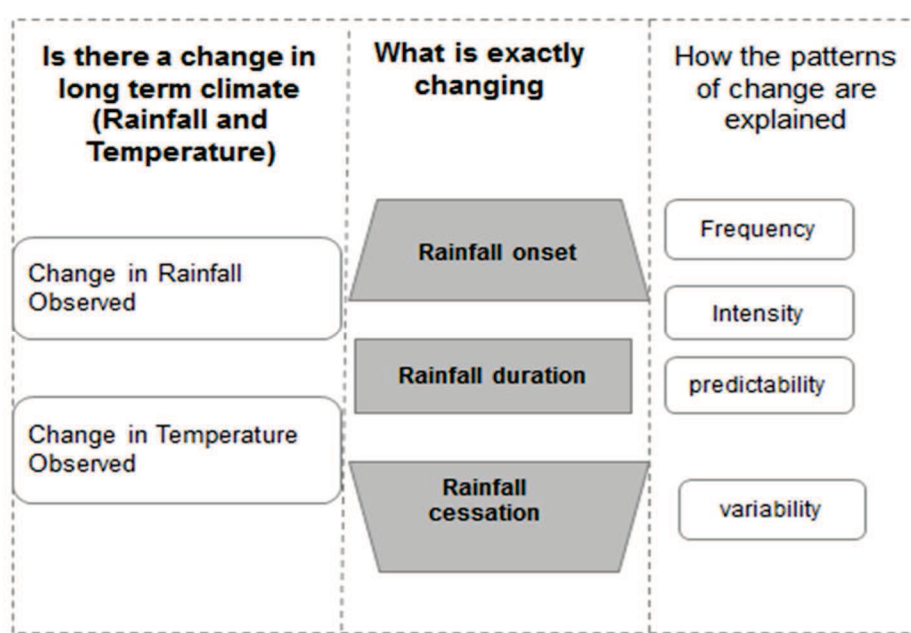 Is there a change in
long term climate
(Rainfall and
Temperature)
Change in Rainfall
Observed
Change in Temperature
Observed
What is exactly
changing
Rainfall onset
Rainfall duration
Rainfall
cessation
How the patterns
of change are
explained
Frequency
Intensity
predictability
variability